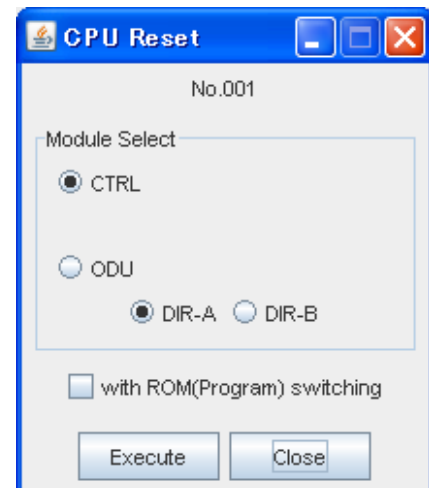 CPU Reset
No.001
Module Select
CTRL
ODU
DIR-A DIR-B
with ROM(Program) switching
Execute Close